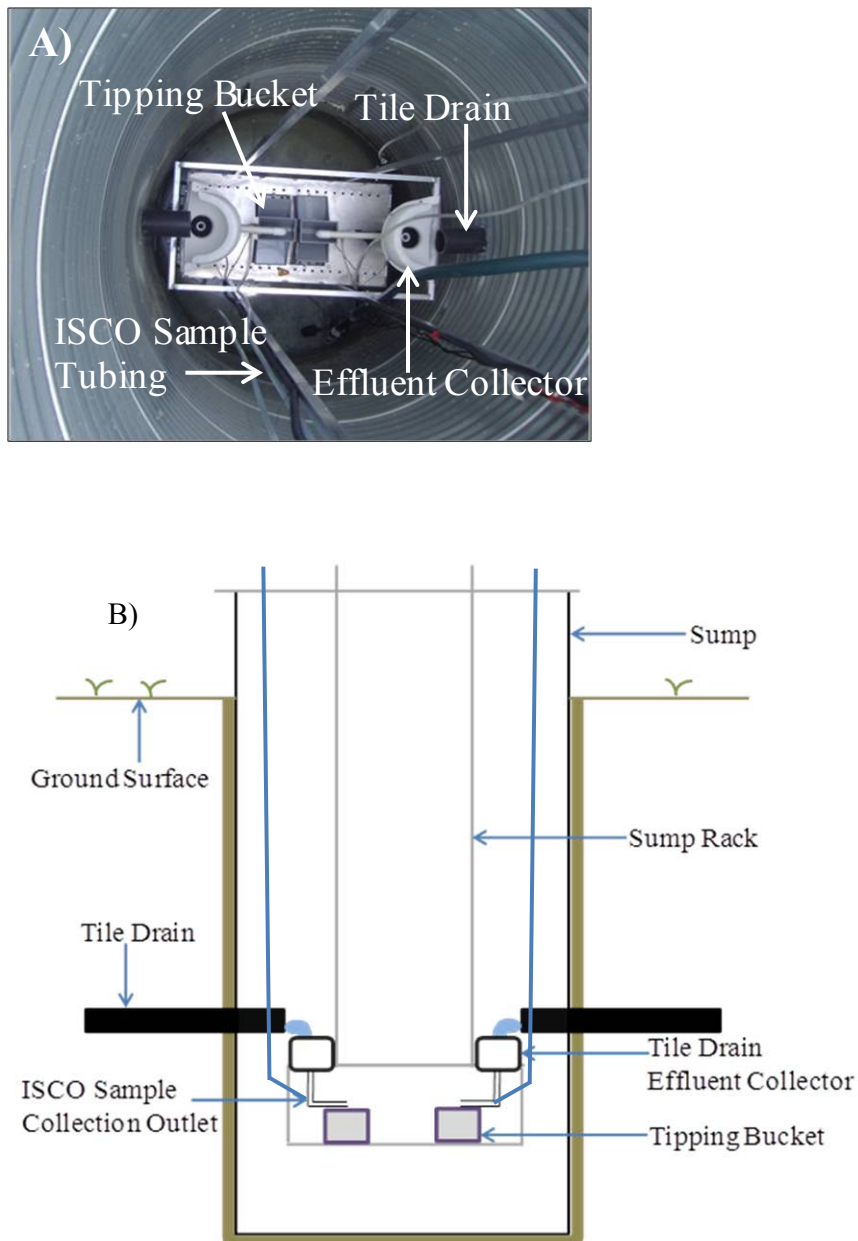 A)
Tipping Bucket
Tile Drain
ISCO Sample
Tubing
Effluent Collector
B)
Sump
Ground Surface
Sump Rack
Tile Drain
Tile Drain
Effluent Collector
ISCO Sample
Collection Outlet
Tipping Bucket